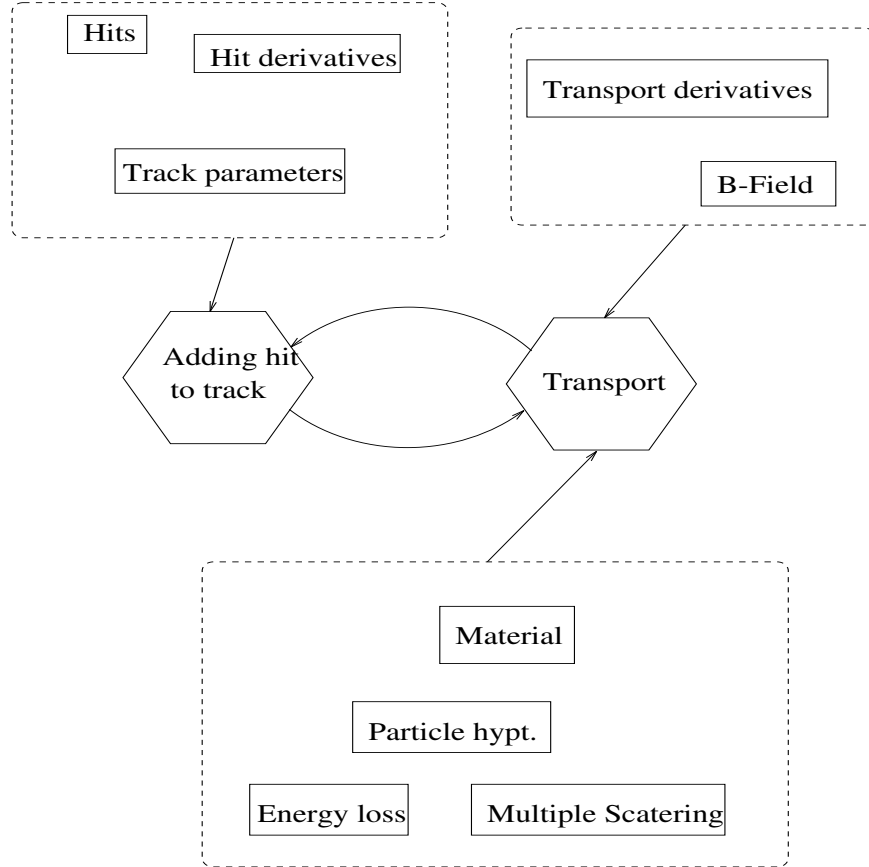 Hits
Hit derivatives
Track parameters
Transport derivatives
B-Field
Adding hit
to track
Transport
Material
Particle hypt.
Energy loss
Multiple Scatering